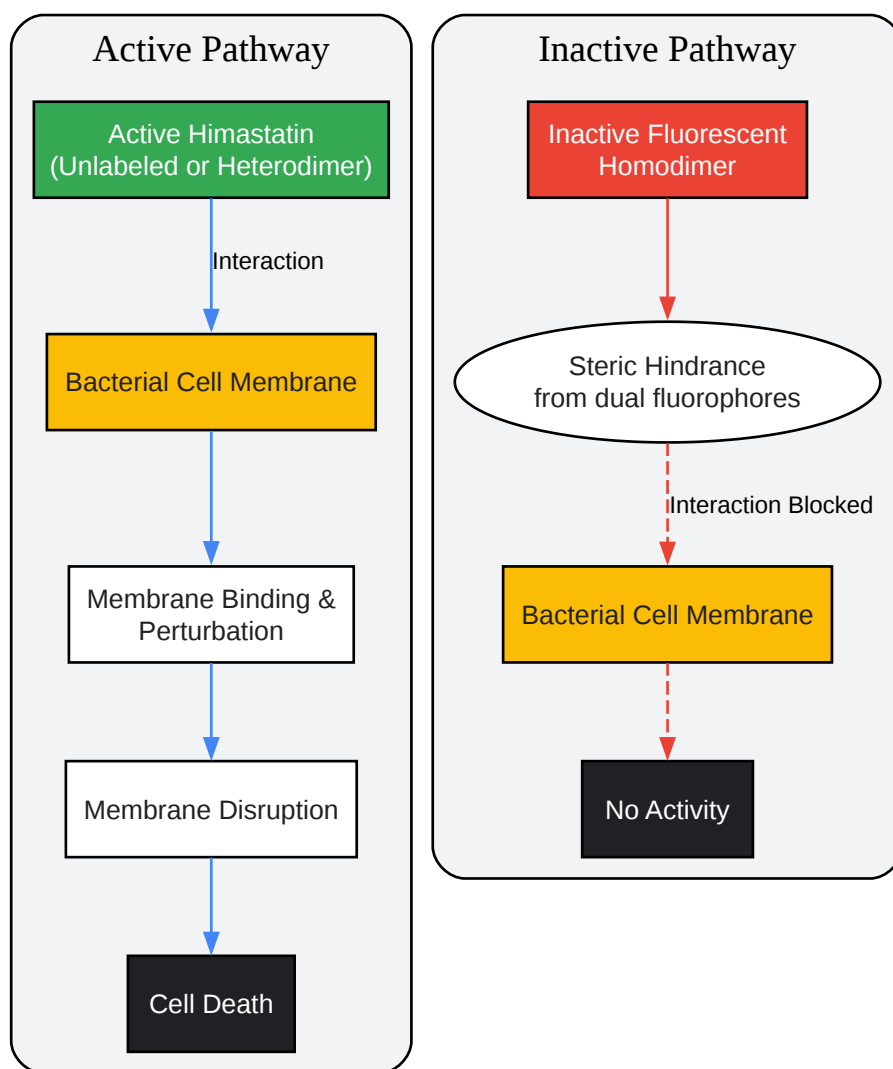 Active Pathway
Active Himastatin
(Unlabeled or Heterodimer)
Interaction
Bacterial Cell Membrane
Membrane Binding &
Perturbation
Membrane Disruption
Cell Death
Inactive Pathway
Inactive Fluorescent
Homodimer
Steric Hindrance
from dual fluorophores
Interaction Blocked
Bacterial Cell Membrane
No Activity